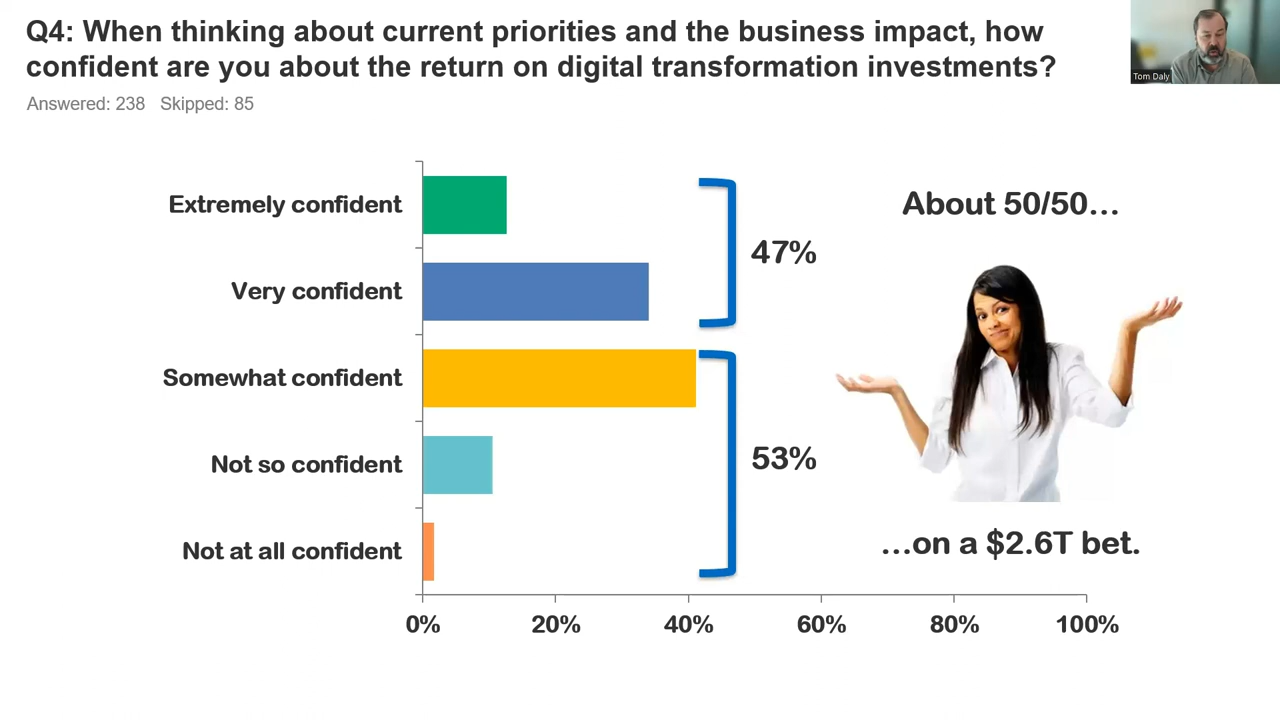 Q4: When thinking about current priorities and the business impact, how
confident are you about the return on digital transformation investments?
Answered: 238 Skipped: 85
Tom Daly
Extremely confident
Very confident
Somewhat confident
Not so confident
Not at all confident
47%
53%
About 50/50…
…on a $2.6T bet.
0% 20% 40% 60% 80% 100%